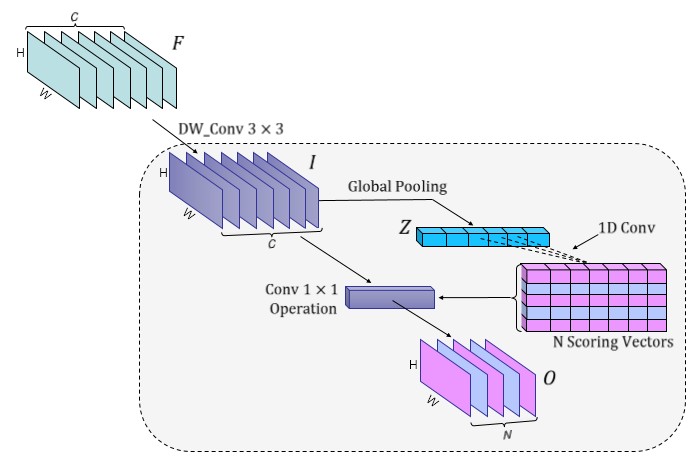 C
F
H
W
DW_Conv 3 × 3
I
H
W
C
Global Pooling
Z
1D Conv
Conv 1 × 1
Operation
N Scoring Vectors
H
O
W
N